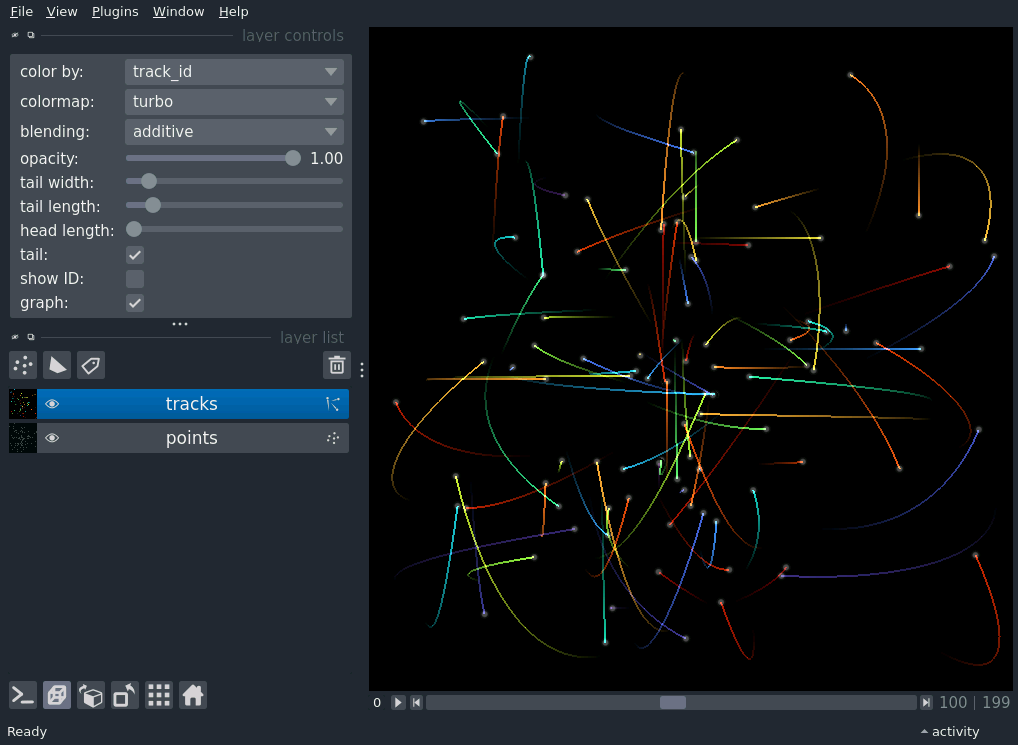 File View Plugins Window Help
layer controls
color by: track_id
colormap: turbo
blending: additive
opacity: 1.00
tail width:
tail length:
head length:
tail:
show ID:
graph:
layer list
tracks
points
0 100 | 199
Ready activity